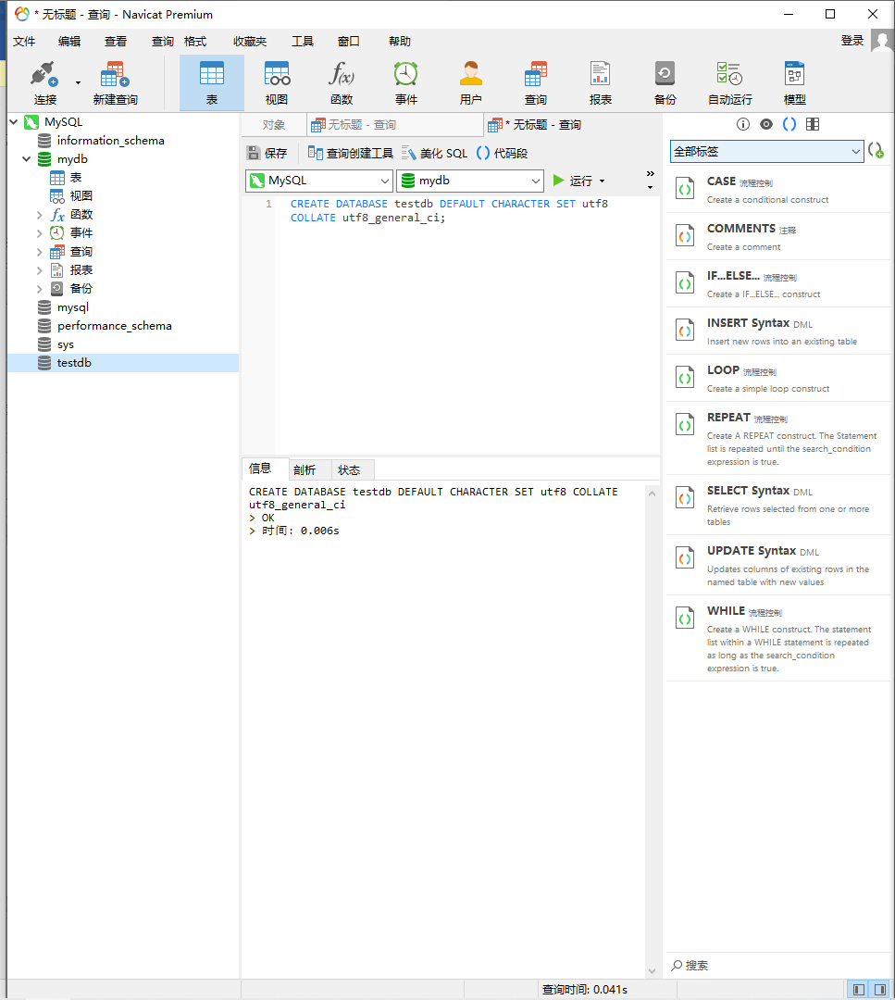 * 无标题 - 查询 - Navicat Premium
文件 编辑 查看 查询 格式 收藏夹 工具 窗口 帮助 登录
连接 新建查询 表 视图 函数 事件 用户 查询 报表 备份 自动运行 模型
MySQL
information_schema
mydb
表
视图
函数
事件
查询
报表
备份
mysql
performance_schema
sys
testdb
对象 无标题 - 查询 * 无标题 - 查询
保存 查询创建工具 美化 SQL 代码段
MySQL mydb 运行
1 CREATE DATABASE testdb DEFAULT CHARACTER SET utf8
COLLATE utf8_general_ci;
信息 剖析 状态
CREATE DATABASE testdb DEFAULT CHARACTER SET utf8 COLLATE
utf8_general_ci
> OK
> 时间: 0.006s
全部标签
CASE 流程控制
Create a conditional construct
COMMENTS 注释
Create a comment
IF...ELSE... 流程控制
Create a IF...ELSE... construct
INSERT Syntax DML
Insert new rows into an existing table
LOOP 流程控制
Create a simple loop construct
REPEAT 流程控制
Create A REPEAT construct. The Statement
list is repeated until the search_condition
expression is true.
SELECT Syntax DML
Retrieve rows selected from one or more
tables
UPDATE Syntax DML
Updates columns of existing rows in the
named table with new values
WHILE 流程控制
Create a WHILE construct. The statement
list within a WHILE statement is repeated
as long as the search_condition
expression is true.
搜索
查询时间: 0.041s